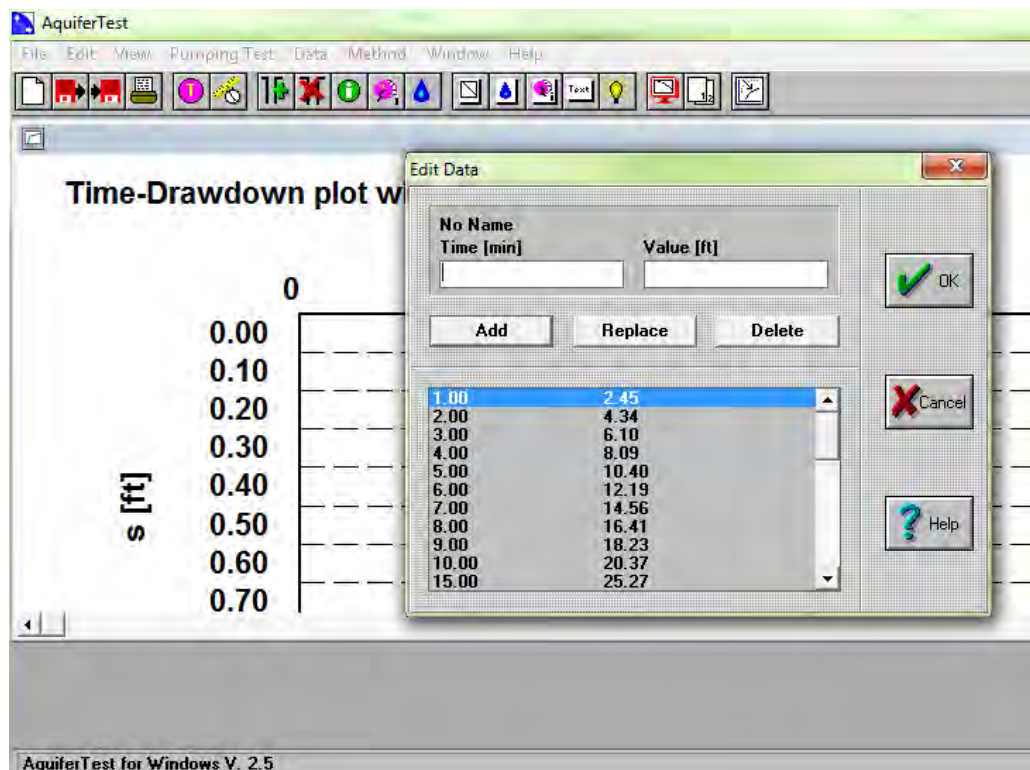 AquiferTest
File Edit View Pumping Test Data Method Window Help
T i Text 1 2
Edit Data
Time-Drawdown plot wi
No Name
Time [min] Value [ft]
0
OK
Add Replace Delete
0.00
0.10
0.20
0.30
0.40
0.50
0.60
0.70
s [ft]
1.00 2.45
2.00 4.34
3.00 6.10
4.00 8.09
5.00 10.40
6.00 12.19
7.00 14.56
8.00 16.41
9.00 18.23
10.00 20.37
15.00 25.27
Cancel
Help
AquiferTest for Windows V. 2.5